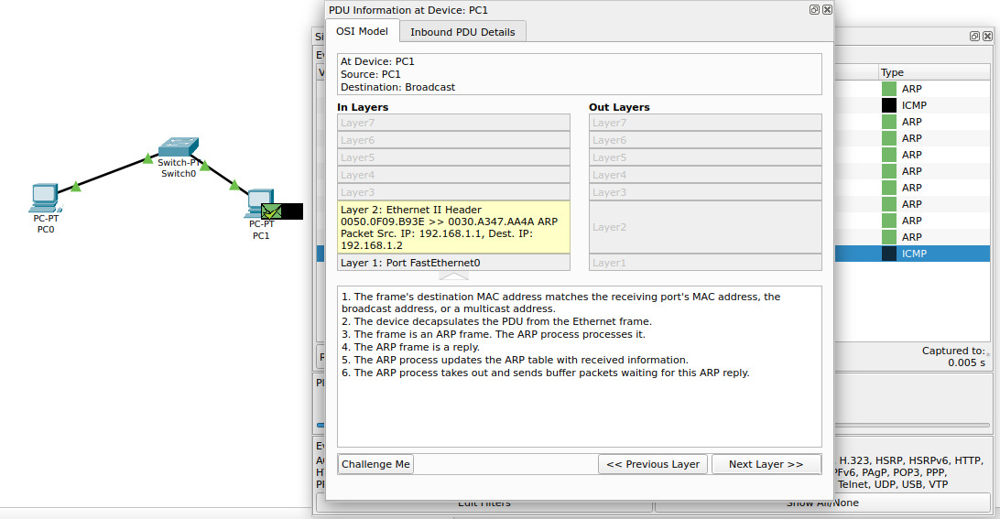 PDU Information at Device: PC1
OSI Model
Inbound PDU Details
At Device: PC1
Source: PC1
Destination: Broadcast
In Layers
Out Layers
Layer7
Layer7
Layer6
Layer6
Layer5
Layer5
Layer4
Layer4
Layer3
Layer3
Layer 2: Ethernet II Header
0050.0F09.B93E >> 0030.A347.AA4A ARP
Packet Src. IP: 192.168.1.1, Dest. IP:
192.168.1.2
Layer2
Layer 1: Port FastEthernet0
Layer1
1. The frame's destination MAC address matches the receiving port's MAC address, the
broadcast address, or a multicast address.
2. The device decapsulates the PDU from the Ethernet frame.
3. The frame is an ARP frame. The ARP process processes it.
4. The ARP frame is a reply.
5. The ARP process updates the ARP table with received information.
6. The ARP process takes out and sends buffer packets waiting for this ARP reply.
Challenge Me
<< Previous Layer
Next Layer >>
Switch-PT
Switch0
PC-PT
PC0
PC-PT
PC1
Type
ARP
ICMP
ARP
ARP
ARP
ARP
ARP
ARP
ARP
ARP
ICMP
Captured to:
0.005 s
H.323, HSRP, HSRPv6, HTTP,
PFv6, PAgP, POP3, PPP,
Telnet, UDP, USB, VTP
Edit Filters
Show All/None